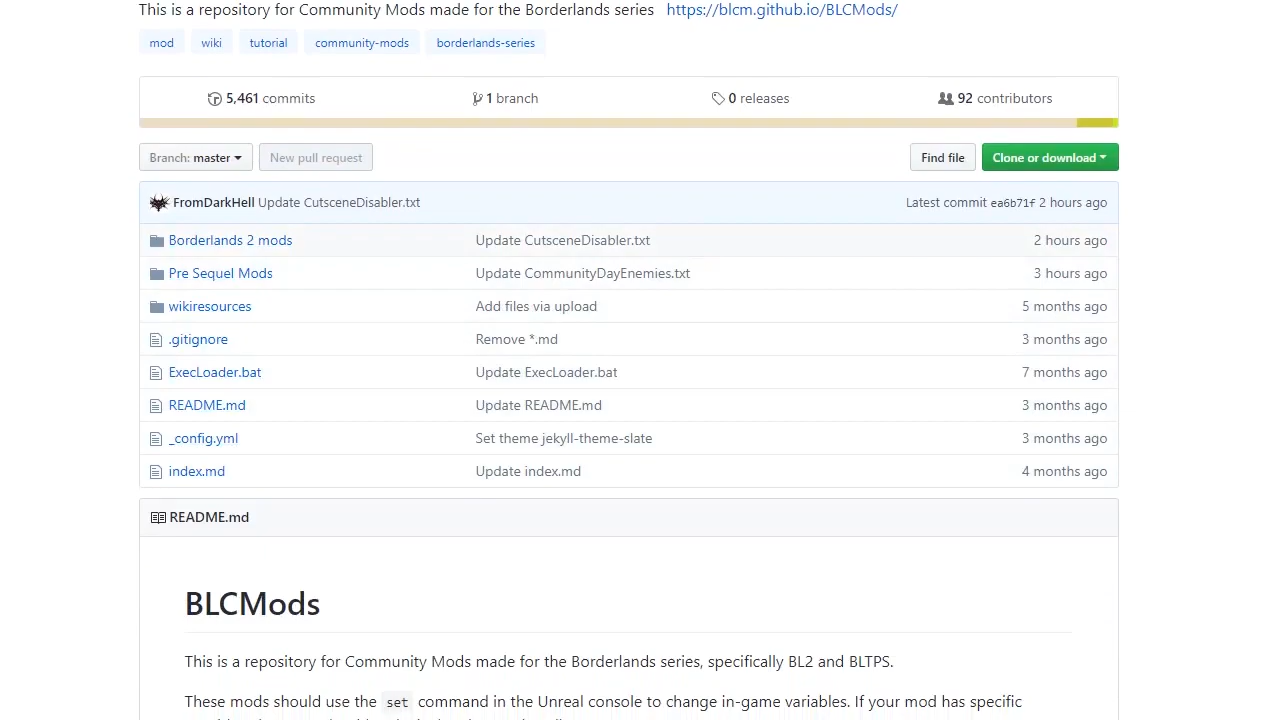 This is a repository for Community Mods made for the Borderlands series https://blcm.github.io/BLCMods/
mod wiki tutorial community-mods borderlands-series
5,461 commits 1 branch 0 releases 92 contributors
Branch: master New pull request Find file Clone or download
FromDarkHell Update CutsceneDisabler.txt Latest commit ea6b71f 2 hours ago
Borderlands 2 mods Update CutsceneDisabler.txt 2 hours ago
Pre Sequel Mods Update CommunityDayEnemies.txt 3 hours ago
wikiresources Add files via upload 5 months ago
.gitignore Remove *.md 3 months ago
ExecLoader.bat Update ExecLoader.bat 7 months ago
README.md Update README.md 3 months ago
_config.yml Set theme jekyll-theme-slate 3 months ago
index.md Update index.md 4 months ago
README.md
BLCMods
This is a repository for Community Mods made for the Borderlands series, specifically BL2 and BLTPS.
These mods should use the set command in the Unreal console to change in-game variables. If your mod has specific